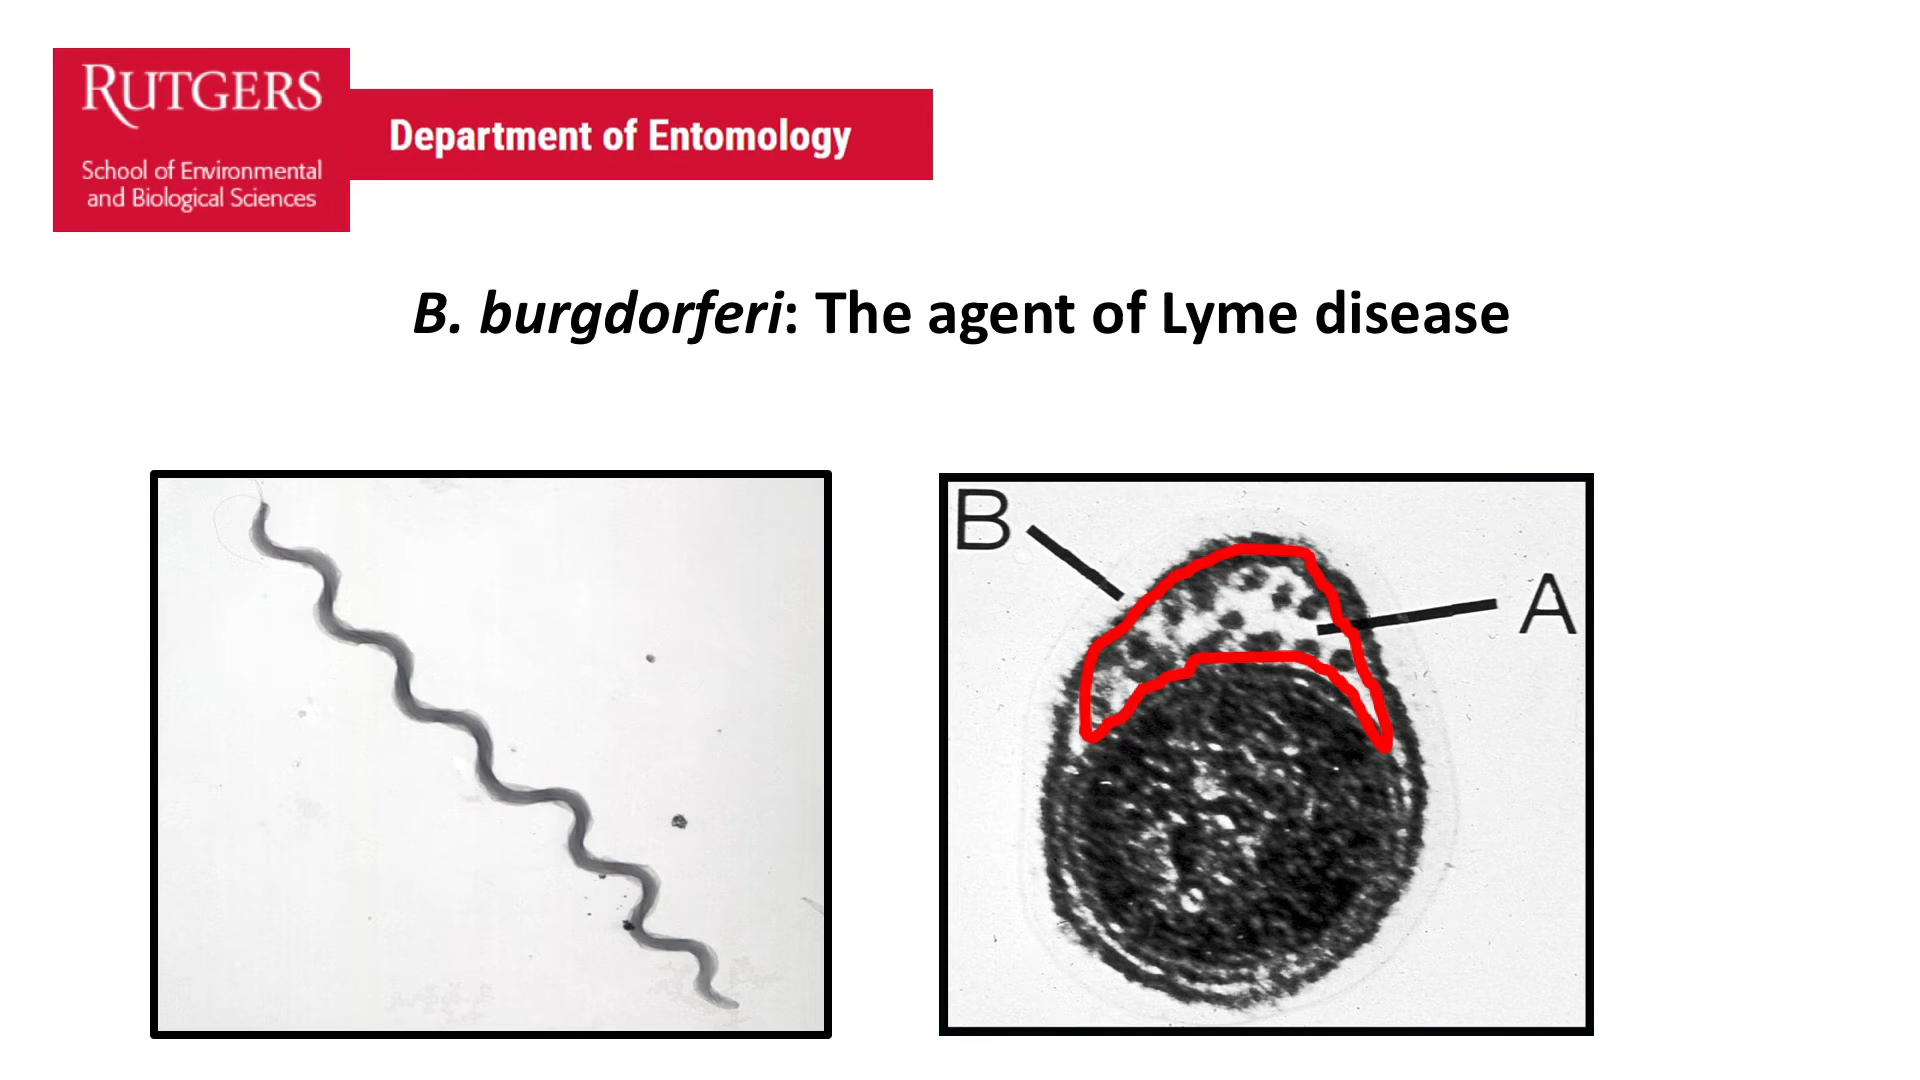 RUTGERS
School of Environmental
and Biological Sciences
Department of Entomology
B. burgdorferi: The agent of Lyme disease
B
A